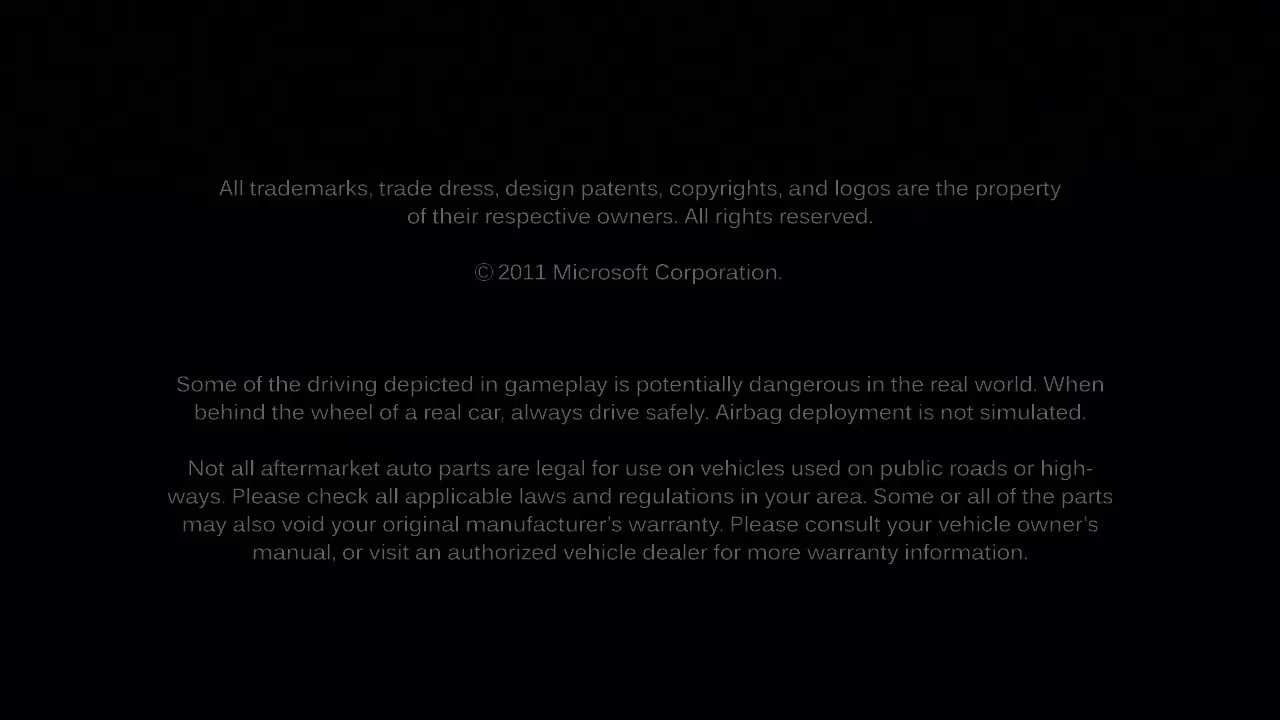 All trademarks, trade dress, design patents, copyrights, and logos are the property
of their respective owners. All rights reserved.
© 2011 Microsoft Corporation.
Some of the driving depicted in gameplay is potentially dangerous in the real world. When
behind the wheel of a real car, always drive safely. Airbag deployment is not simulated.
Not all aftermarket auto parts are legal for use on vehicles used on public roads or high-
ways. Please check all applicable laws and regulations in your area. Some or all of the parts
may also void your original manufacturer's warranty. Please consult your vehicle owner's
manual, or visit an authorized vehicle dealer for more warranty information.